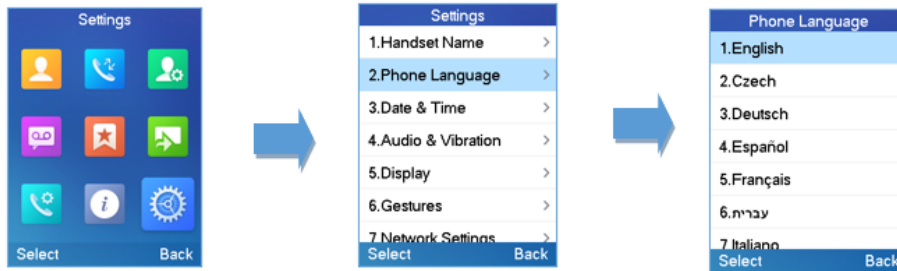 Settings
Select Back
Settings
1.Handset Name
2.Phone Language
3.Date & Time
4.Audio & Vibration
5.Display
6.Gestures
7.Network Settings
Select Back
Phone Language
1.English
2.Czech
3.Deutsch
4.Español
5.Français
6.עברית
7.Italiano
Select Back